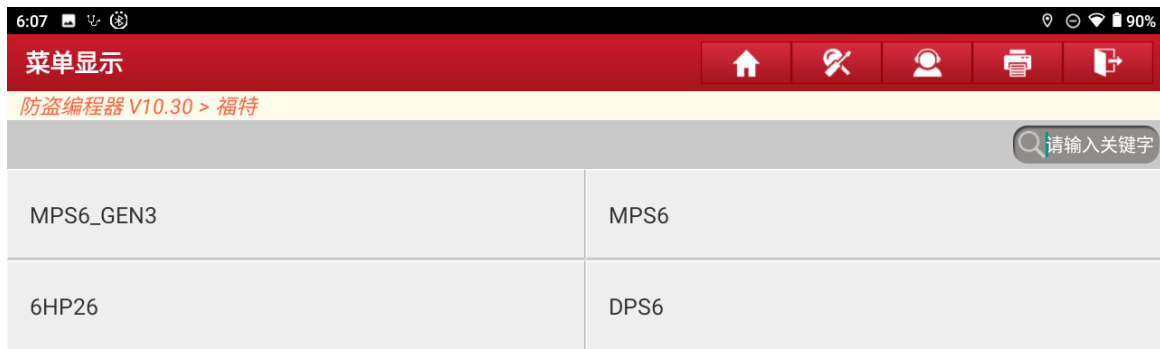 6:07 90%
菜单显示
防盗编程器 V10.30 > 福特
请输入关键字
MPS6_GEN3 MPS6
6HP26 DPS6